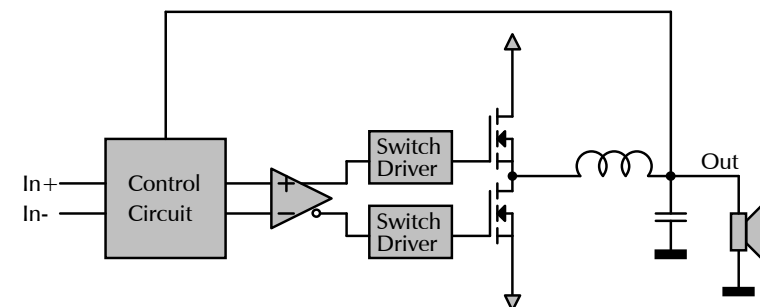 Switch
Driver
Out
In+
Control
+
In-
Circuit
−
Switch
Driver